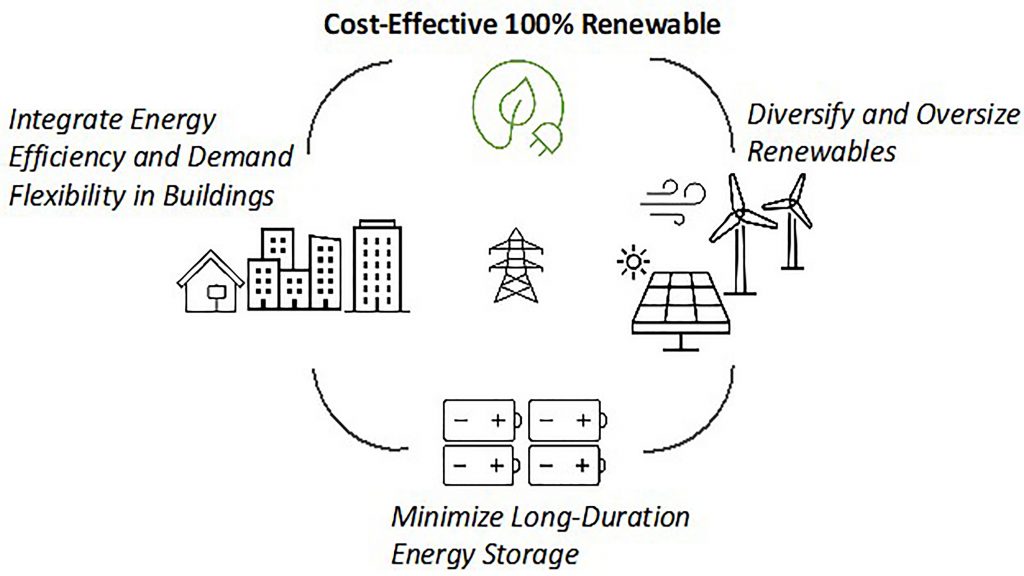 Cost-Effective 100% Renewable
Integrate Energy
Efficiency and Demand
Flexibility in Buildings
Diversify and Oversize
Renewables
Minimize Long-Duration
Energy Storage